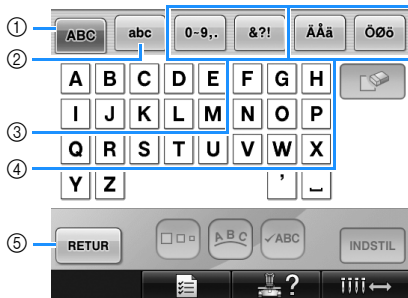 ① ABC abc 0~9,. &?! ÄÅä ÖØö
②
A B C D E F G H
I J K L M N O P
③
Q R S T U V W X
④
Y Z ' ⎵
⑤ RETUR ABC ✓ABC INDSTIL
?